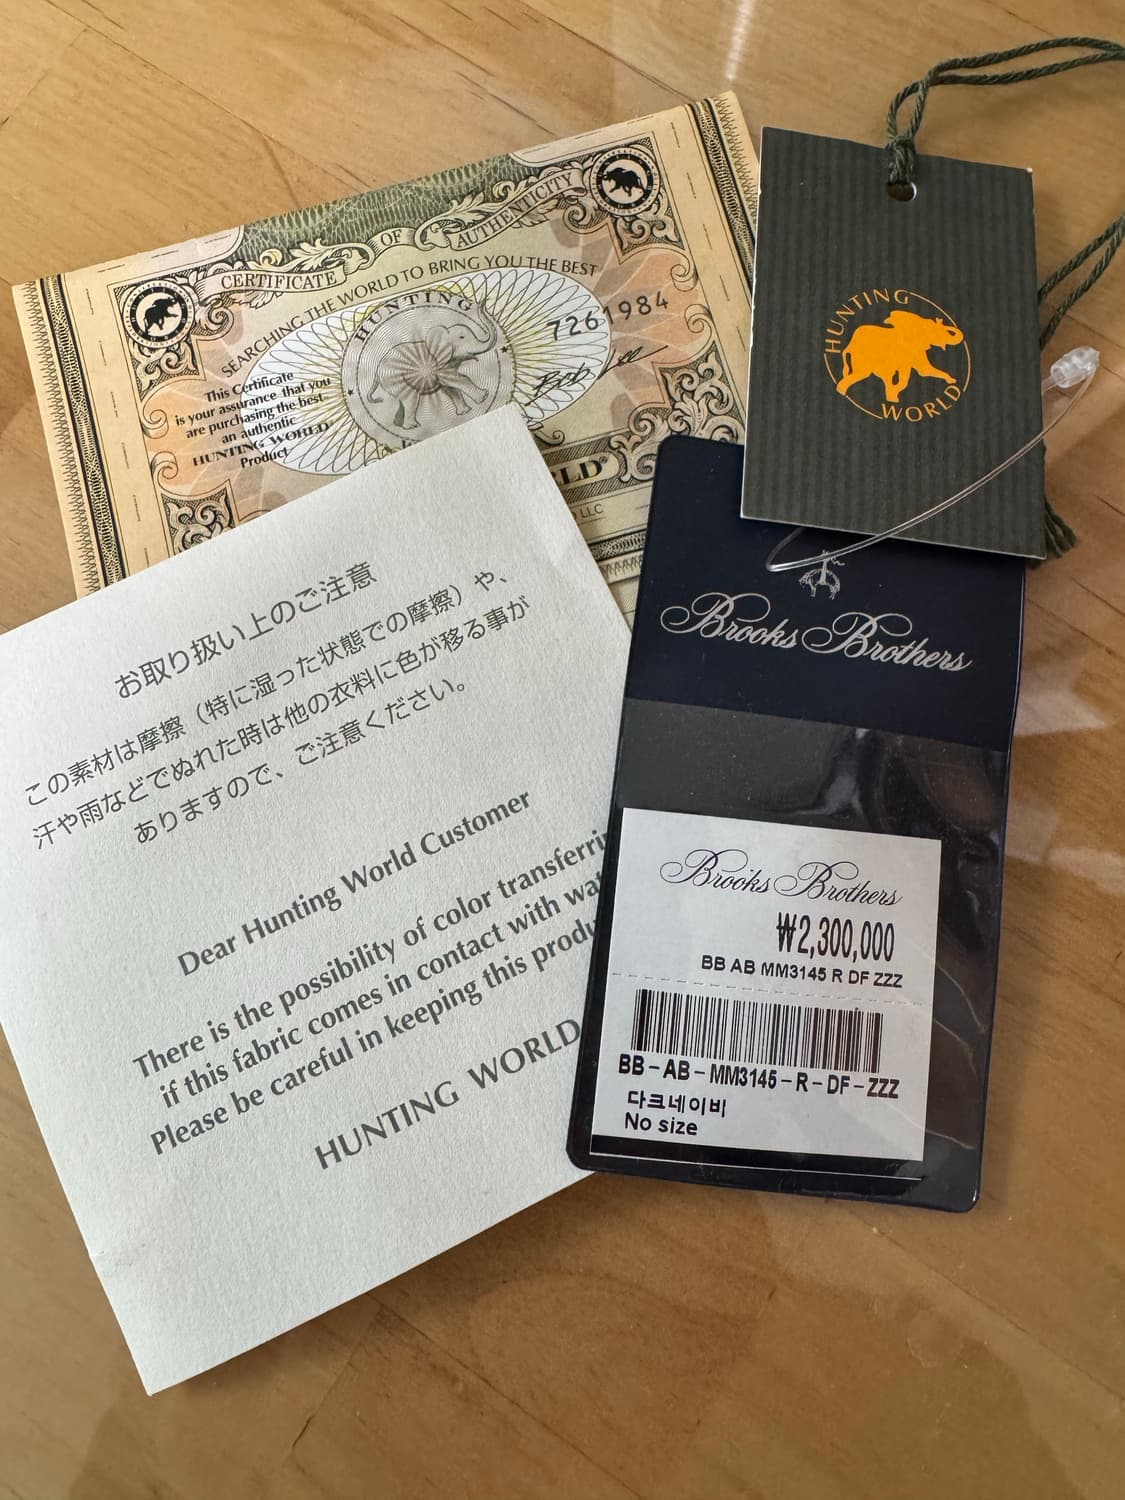 CERTIFICATE OF AUTHENTICITY
SEARCHING THE WORLD TO BRING YOU THE BEST
HUNTING
7261984
Bob Lee
This Certificate
is your assurance that you
are purchasing the best
an authentic
HUNTING WORLD®
Product
LLC
HUNTING
WORLD
お取り扱い上のご注意
この素材は摩擦（特に湿った状態での摩擦）や、
汗や雨などでぬれた時は他の衣料に色が移る事が
ありますので、ご注意ください。
Dear Hunting World Customer
There is the possibility of color transferri
if this fabric comes in contact with wat
Please be careful in keeping this produ
HUNTING WORLD
Brooks Brothers
Brooks Brothers
₩2,300,000
BB AB MM3145 R DF ZZZ
BB-AB-MM3145-R-DF-ZZZ
다크네이비
No size